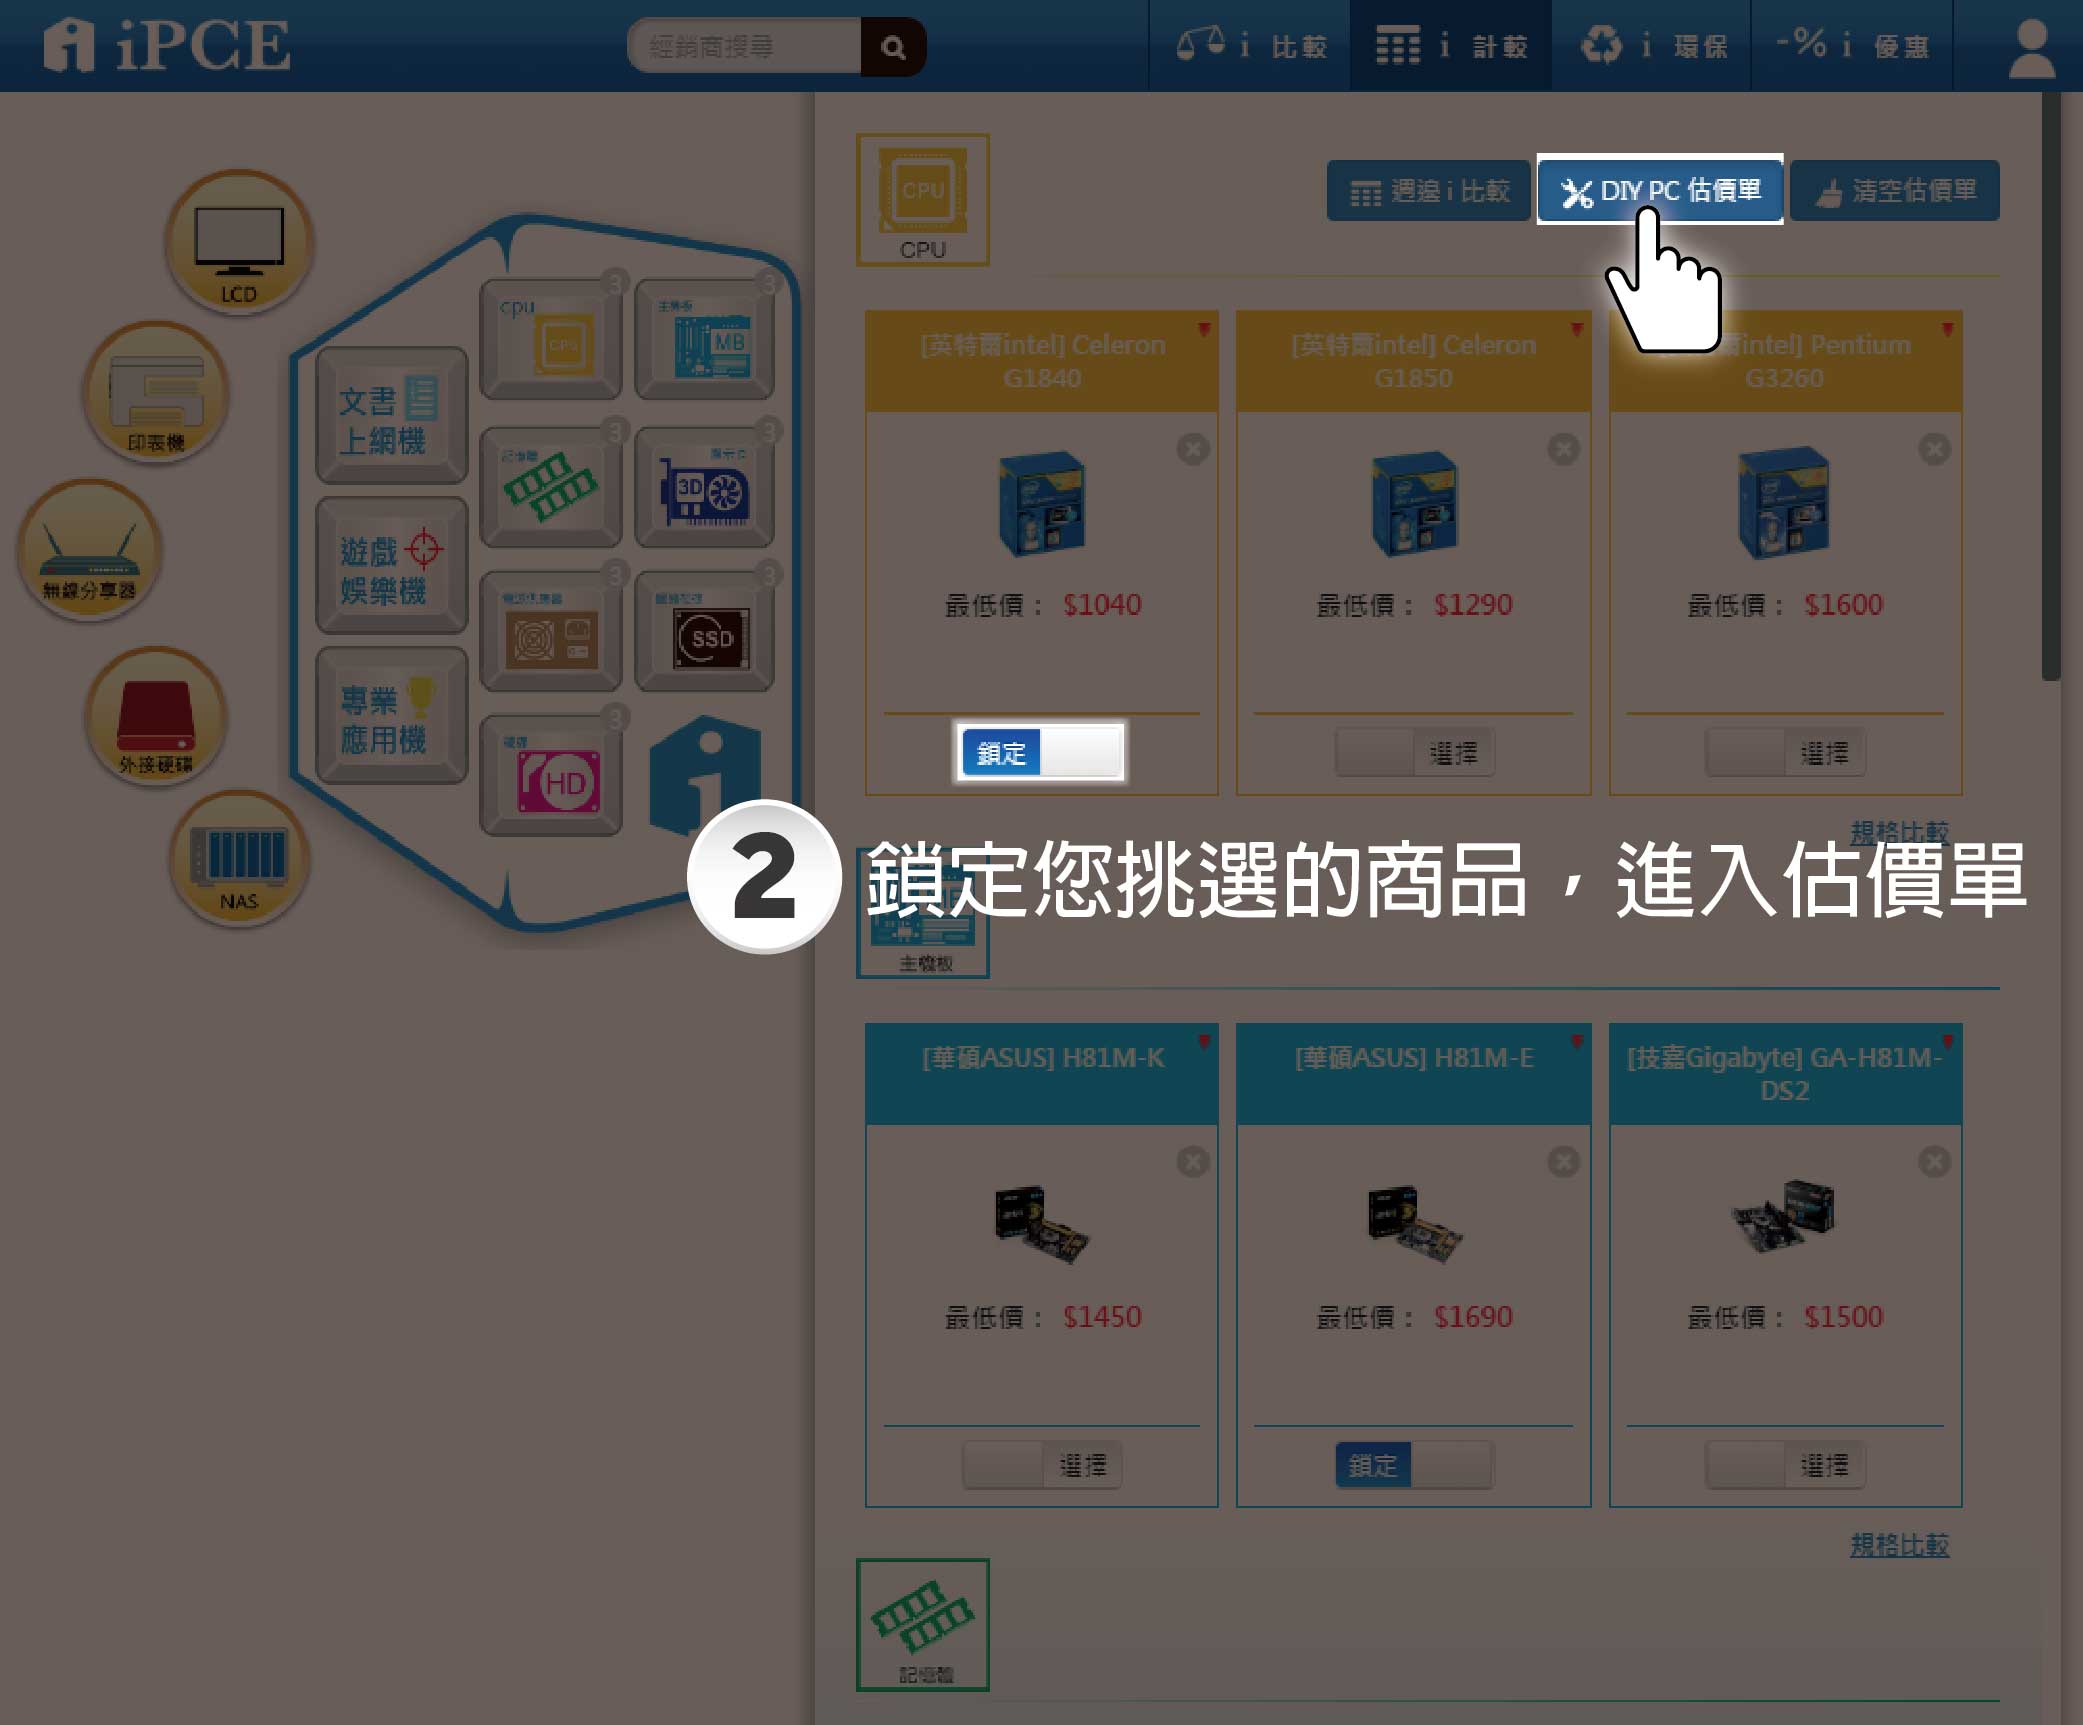 iPCE
經銷商搜尋
i 比較
i 計較
i 環保
-% i 優惠
CPU
CPU
週邊 i 比較
DIY PC 估價單
清空估價單
LCD
印表機
無線分享器
外接硬碟
NAS
文書
上網機
遊戲
娛樂機
專業
應用機
cpu
CPU
3
主機板
MB
3
記憶體
3
顯示卡
3D
3
電源供應器
3
SSD
3
硬碟
HD
3
[英特爾intel] Celeron
G1840
最低價： $1040
鎖定
[英特爾intel] Celeron
G1850
最低價： $1290
選擇
intel] Pentium
G3260
最低價： $1600
選擇
規格比較
2 鎖定您挑選的商品，進入估價單
主機板
[華碩ASUS] H81M-K
最低價： $1450
選擇
[華碩ASUS] H81M-E
最低價： $1690
鎖定
[技嘉Gigabyte] GA-H81M-
DS2
最低價： $1500
選擇
規格比較
記憶體